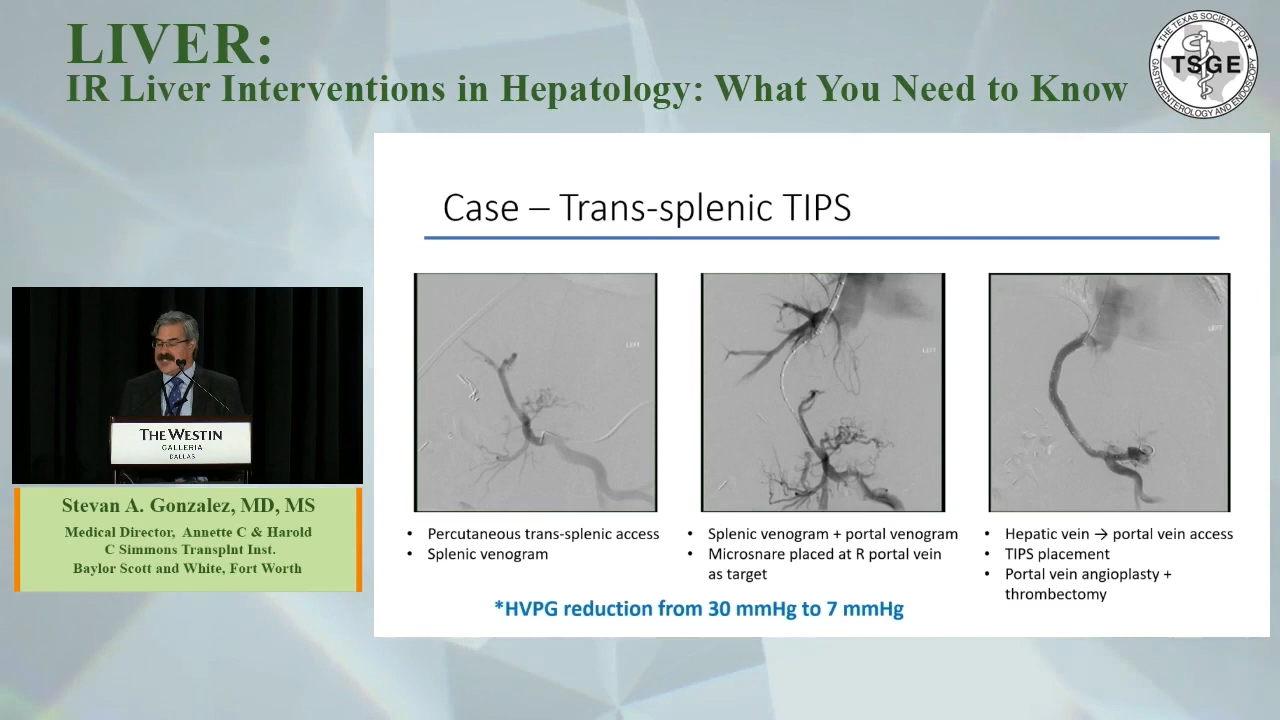 LIVER:
IR Liver Interventions in Hepatology: What You Need to Know
THE TEXAS SOCIETY FOR
TSGE
GASTROENTEROLOGY AND ENDOSCOPY
Case – Trans-splenic TIPS
LEFT
LEFT
LEFT
• Percutaneous trans-splenic access
• Splenic venogram
• Splenic venogram + portal venogram
• Microsnare placed at R portal vein
as target
• Hepatic vein → portal vein access
• TIPS placement
• Portal vein angioplasty +
thrombectomy
*HVPG reduction from 30 mmHg to 7 mmHg
THE WESTIN
GALLERIA
DALLAS
Stevan A. Gonzalez, MD, MS
Medical Director, Annette C & Harold
C Simmons Transplnt Inst.
Baylor Scott and White, Fort Worth